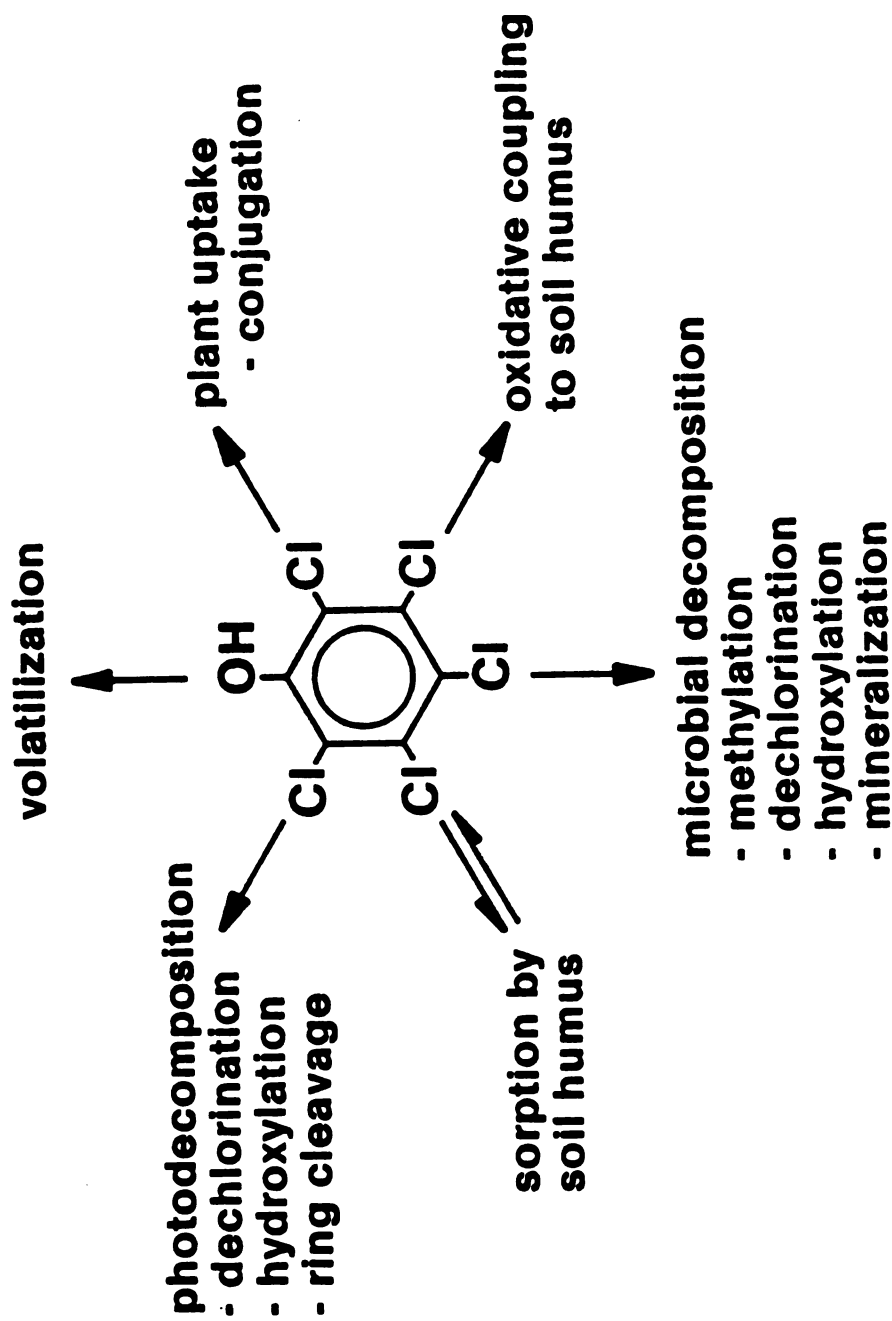 volatilization
photodecomposition
- dechlorination
- hydroxylation
- ring cleavage
plant uptake
- conjugation
OH
Cl
Cl
Cl
Cl
Cl
sorption by
soil humus
oxidative coupling
to soil humus
microbial decomposition
- methylation
- dechlorination
- hydroxylation
- mineralization